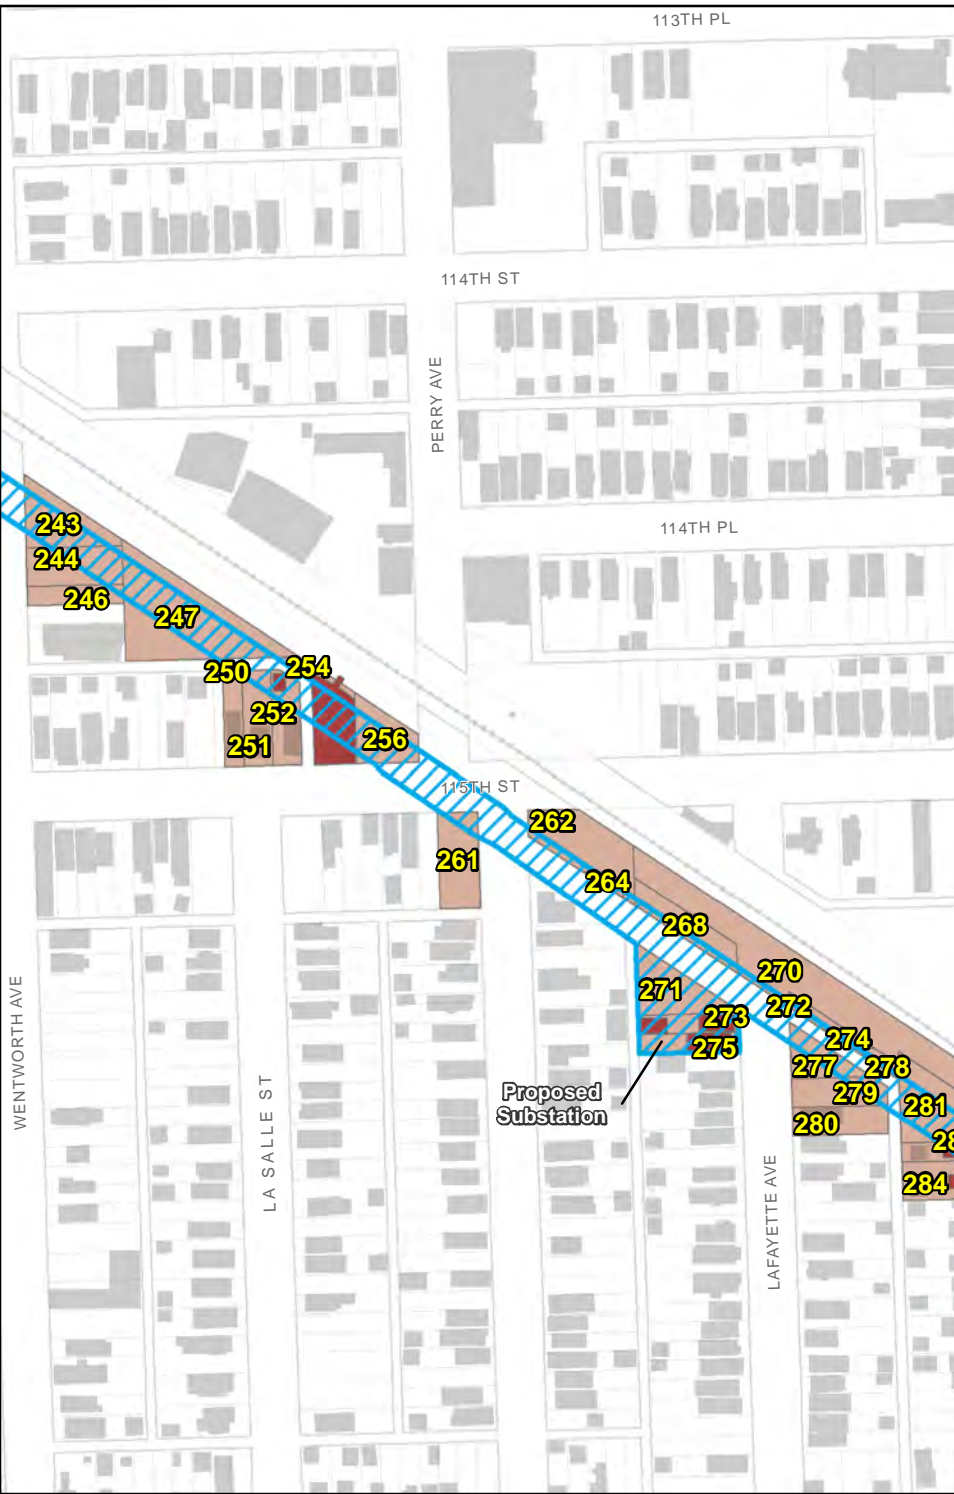 113TH PL
114TH ST
PERRY AVE
114TH PL
243
244
246
247
250
254
252
251
256
115TH ST
262
261
264
268
270
271
272
273
274
275
277
278
279
281
280
28
284
Proposed
Substation
WENTWORTH AVE
LA SALLE ST
LAFAYETTE AVE